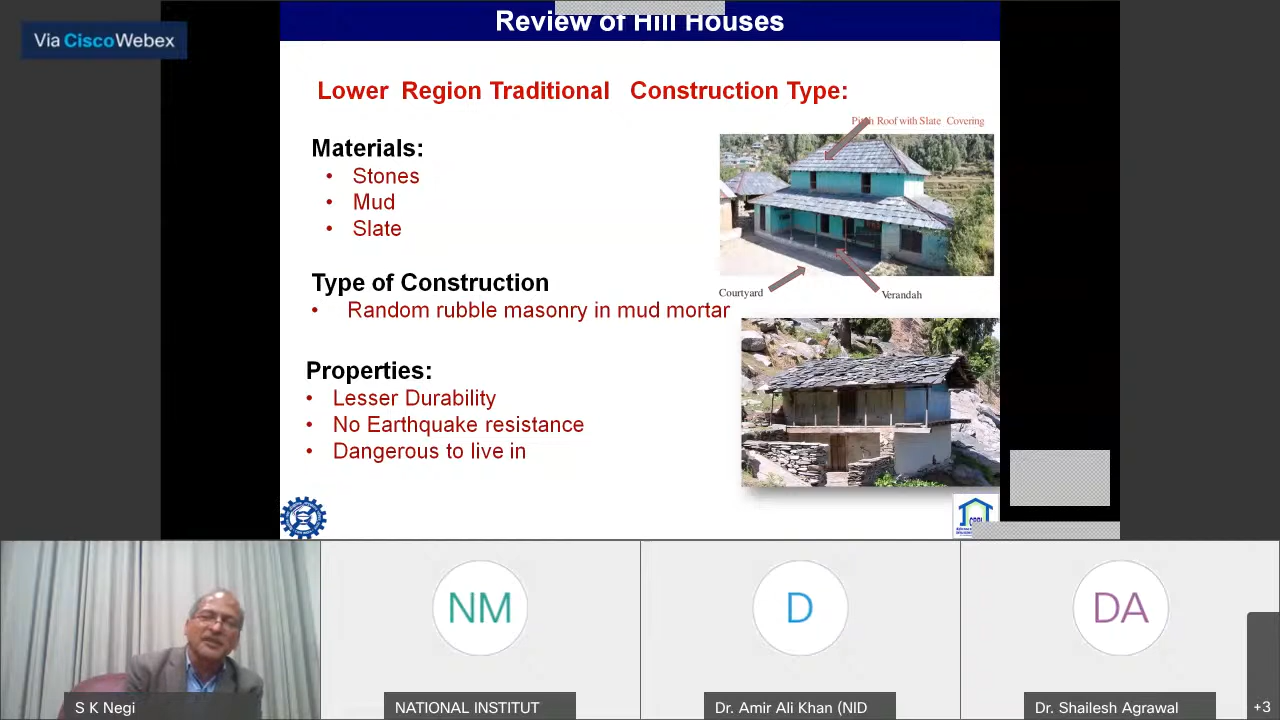 Via CiscoWebex
Review of Hill Houses
Lower Region Traditional Construction Type:
Pitch Roof with Slate Covering
Materials:
• Stones
• Mud
• Slate
Courtyard
Verandah
Type of Construction
• Random rubble masonry in mud mortar
Properties:
• Lesser Durability
• No Earthquake resistance
• Dangerous to live in
NM
D
DA
S K Negi
NATIONAL INSTITUT
Dr. Amir Ali Khan (NID
Dr. Shailesh Agrawal
+3